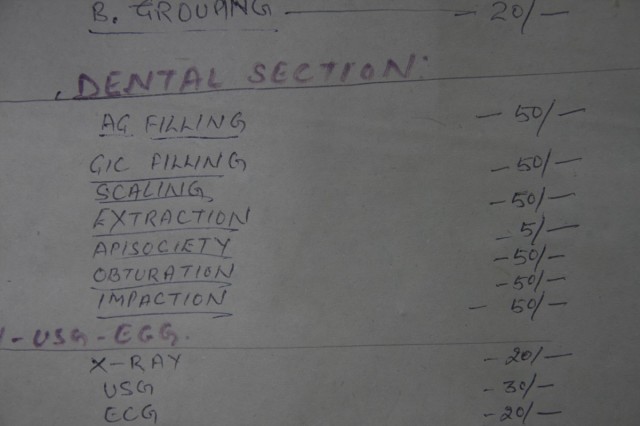 B. GROUPING - 20/-
DENTAL SECTION:
AG FILLING - 50/-
GIC FILLING - 50/-
SCALING - 50/-
EXTRACTION - 5/-
APISOCIETY - 50/-
OBTURATION - 50/-
IMPACTION - 50/-
- USG - ECG.
X-RAY - 20/-
USG - 30/-
ECG - 20/-